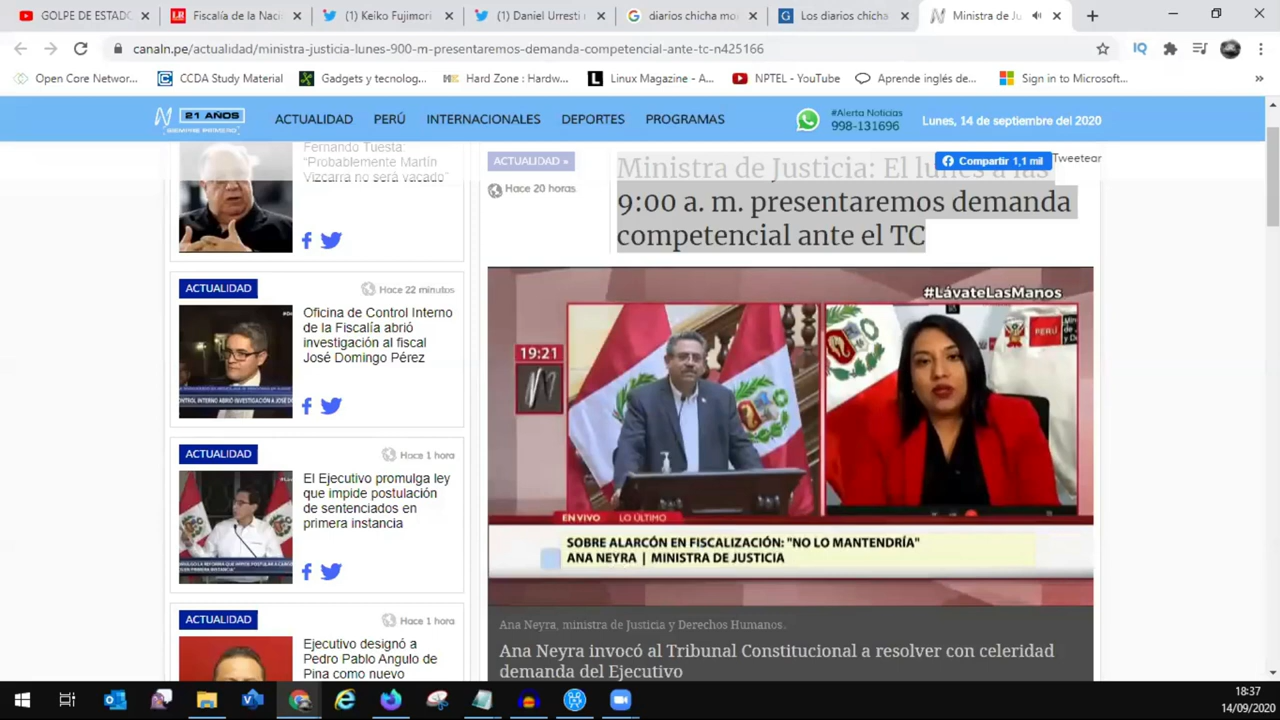 GOLPE DE ESTADO
Fiscalía de la Naci
(1) Keiko Fujimori
(1) Daniel Urresti
diarios chicha mo
Los diarios chicha
Ministra de Ju
canaln.pe/actualidad/ministra-justicia-lunes-900-m-presentaremos-demanda-competencial-ante-tc-n425166
IQ
Open Core Networ...
CCDA Study Material
Gadgets y tecnolog...
Hard Zone : Hardw...
Linux Magazine - A...
NPTEL - YouTube
Aprende inglés de...
Sign in to Microsoft...
»
21 AÑOS
SIEMPRE PRIMERO
ACTUALIDAD
PERÚ
INTERNACIONALES
DEPORTES
PROGRAMAS
#Alerta Noticias
998-131696
Lunes, 14 de septiembre del 2020
Fernando Tuesta:
“Probablemente Martín
Vizcarra no será vacado”
ACTUALIDAD
Hace 22 minutos
Oficina de Control Interno
de la Fiscalía abrió
investigación al fiscal
José Domingo Pérez
ACTUALIDAD
Hace 1 hora
El Ejecutivo promulga ley
que impide postulación
de sentenciados en
primera instancia
ACTUALIDAD
Hace 1 hora
Ejecutivo designó a
Pedro Pablo Angulo de
Pina como nuevo
ACTUALIDAD »
Hace 20 horas
Compartir 1,1 mil
Tweetear
Ministra de Justicia: El lunes a las
9:00 a. m. presentaremos demanda
competencial ante el TC
#LávateLasManos
19:21
PERÚ
EN VIVO LO ÚLTIMO
SOBRE ALARCÓN EN FISCALIZACIÓN: "NO LO MANTENDRÍA"
ANA NEYRA | MINISTRA DE JUSTICIA
Ana Neyra, ministra de Justicia y Derechos Humanos.
Ana Neyra invocó al Tribunal Constitucional a resolver con celeridad
demanda del Ejecutivo
18:37
14/09/2020